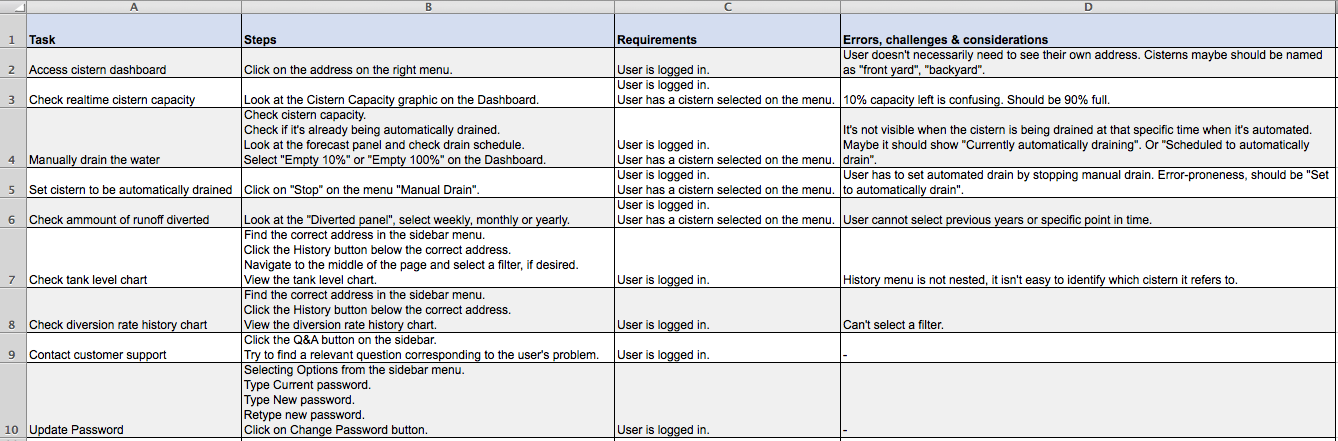 A B C D
1 Task Steps Requirements Errors, challenges & considerations
User doesn't necessarily need to see their own address. Cisterns maybe should be named
2 Access cistern dashboard Click on the address on the right menu. User is logged in. as "front yard", "backyard".
User is logged in.
3 Check realtime cistern capacity Look at the Cistern Capacity graphic on the Dashboard. User has a cistern selected on the menu. 10% capacity left is confusing. Should be 90% full.
Check cistern capacity.
Check if it's already being automatically drained. It's not visible when the cistern is being drained at that specific time when it's automated.
Look at the forecast panel and check drain schedule. User is logged in. Maybe it should show "Currently automatically draining". Or "Scheduled to automatically
4 Manually drain the water Select "Empty 10%" or "Empty 100%" on the Dashboard. User has a cistern selected on the menu. drain".
User is logged in. User has to set automated drain by stopping manual drain. Error-proneness, should be "Set
5 Set cistern to be automatically drained Click on "Stop" on the menu "Manual Drain". User has a cistern selected on the menu. to automatically drain".
User is logged in.
6 Check ammount of runoff diverted Look at the "Diverted panel", select weekly, monthly or yearly. User has a cistern selected on the menu. User cannot select previous years or specific point in time.
Find the correct address in the sidebar menu.
Click the History button below the correct address.
Navigate to the middle of the page and select a filter, if desired.
7 Check tank level chart View the tank level chart. User is logged in. History menu is not nested, it isn't easy to identify which cistern it refers to.
Find the correct address in the sidebar menu.
Click the History button below the correct address.
8 Check diversion rate history chart View the diversion rate history chart. User is logged in. Can't select a filter.
Click the Q&A button on the sidebar.
9 Contact customer support Try to find a relevant question corresponding to the user's problem. User is logged in. -
Selecting Options from the sidebar menu.
Type Current password.
Type New password.
Retype new password.
10 Update Password Click on Change Password button. User is logged in. -